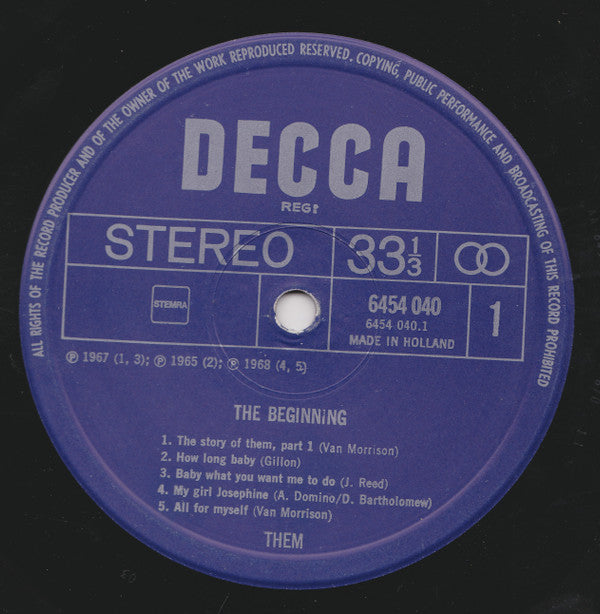 ALL RIGHTS OF THE RECORD PRODUCER AND OF THE OWNER OF THE WORK REPRODUCED RESERVED. COPYING, PUBLIC PERFORMANCE AND BROADCASTING OF THIS RECORD PROHIBITED
DECCA
REG!
STEREO
33 1/3
STEMRA
6454 040
6454 040.1
MADE IN HOLLAND
1
Ⓟ 1967 (1, 3); Ⓟ 1965 (2); Ⓟ 1968 (4, 5)
THE BEGINNiNG
1. The story of them, part 1 (Van Morrison)
2. How long baby (Gillon)
3. Baby what you want me to do (J. Reed)
4. My girl Josephine (A. Domino/D. Bartholomew)
5. All for myself (Van Morrison)
THEM